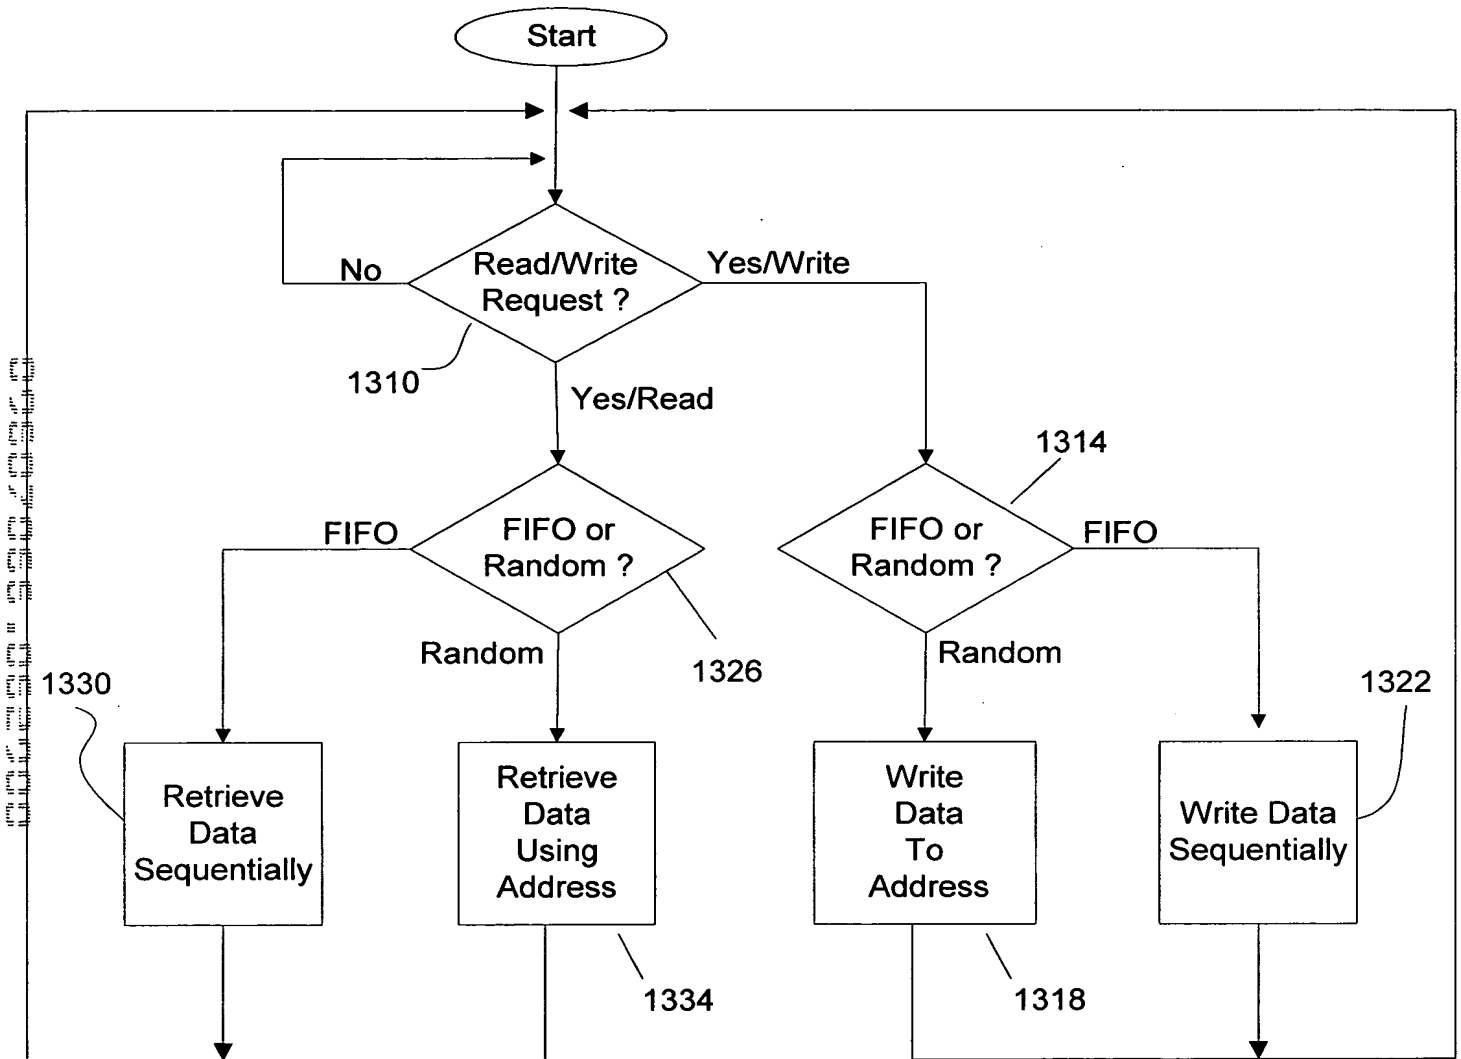 Start
No
Read/Write
Request ?
Yes/Write
1310
Yes/Read
1314
FIFO
FIFO or
Random ?
FIFO or
Random ?
FIFO
Random
1326
Random
1330
1322
Retrieve
Data
Sequentially
Retrieve
Data
Using
Address
Write
Data
To
Address
Write Data
Sequentially
1334
1318